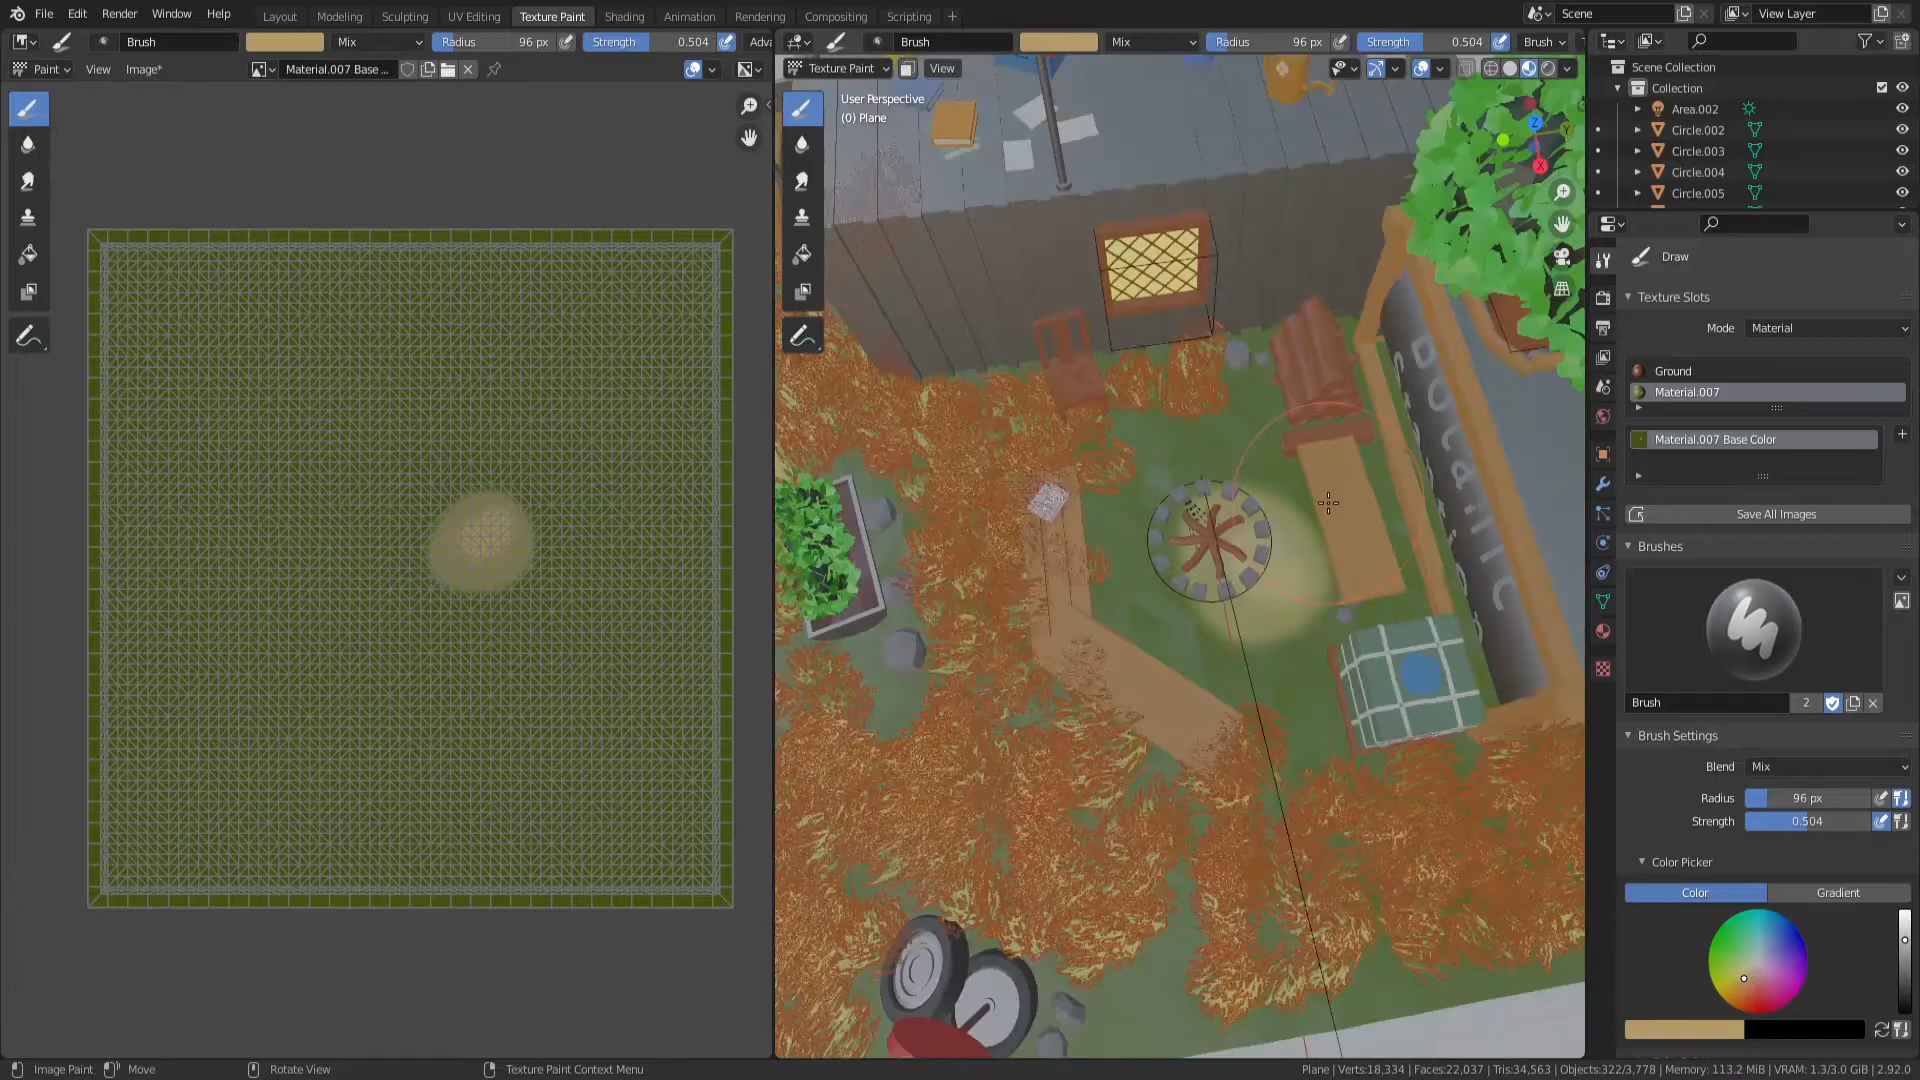 File Edit Render Window Help Layout Modeling Sculpting UV Editing Texture Paint Shading Animation Rendering Compositing Scripting + Scene View Layer
Brush Mix Radius 96 px Strength 0.504 Adva Brush Mix Radius 96 px Strength 0.504 Brush
Paint View Image* Material.007 Base ... Texture Paint View
User Perspective
(0) Plane
Z
Y
X
Scene Collection
Collection
Area.002
Circle.002
Circle.003
Circle.004
Circle.005
Draw
Texture Slots
Mode Material
Ground
Material.007
Material.007 Base Color
Save All Images
Brushes
Brush 2
Brush Settings
Blend Mix
Radius 96 px
Strength 0.504
Color Picker
Color Gradient
Image Paint Move Rotate View Texture Paint Context Menu Plane | Verts:18,334 | Faces:22,037 | Tris:34,563 | Objects:322/3,778 | Memory: 113.2 MiB | VRAM: 1.3/3.0 GiB | 2.92.0